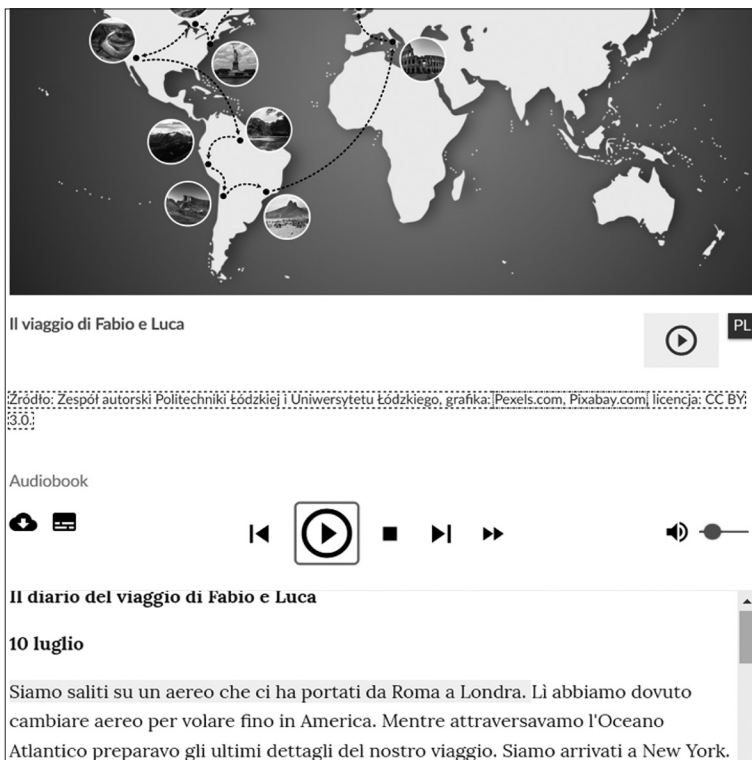 Il viaggio di Fabio e Luca
PL
Źródło: Zespół autorski Politechniki Łódzkiej i Uniwersytetu Łódzkiego, grafika: Pexels.com, Pixabay.com, licencja: CC BY
3.0.
Audiobook
Il diario del viaggio di Fabio e Luca
10 luglio
Siamo saliti su un aereo che ci ha portati da Roma a Londra. Lì abbiamo dovuto
cambiare aereo per volare fino in America. Mentre attraversavamo l'Oceano
Atlantico preparavo gli ultimi dettagli del nostro viaggio. Siamo arrivati a New York.